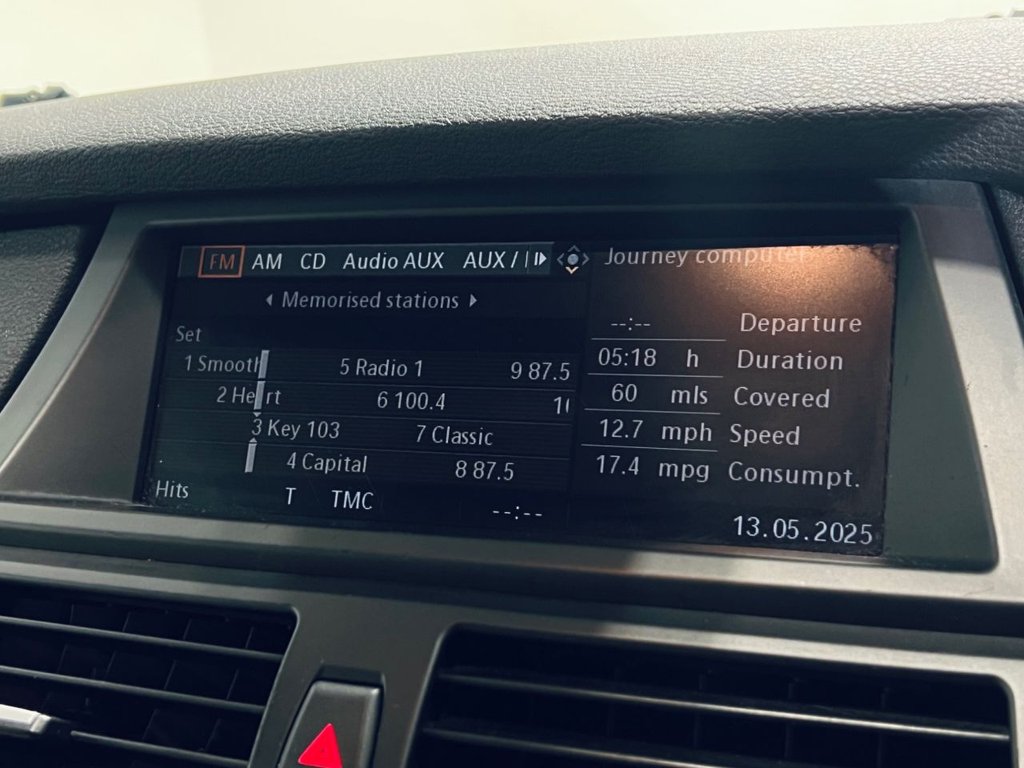 FM AM CD Audio AUX AUX /
Memorised stations
Set
1 Smooth 5 Radio 1 9 87.5
2 Heart 6 100.4
3 Key 103 7 Classic
4 Capital 8 87.5
Hits T TMC --:--
Journey computer
--:-- Departure
05:18 h Duration
60 mls Covered
12.7 mph Speed
17.4 mpg Consumpt.
13.05.2025